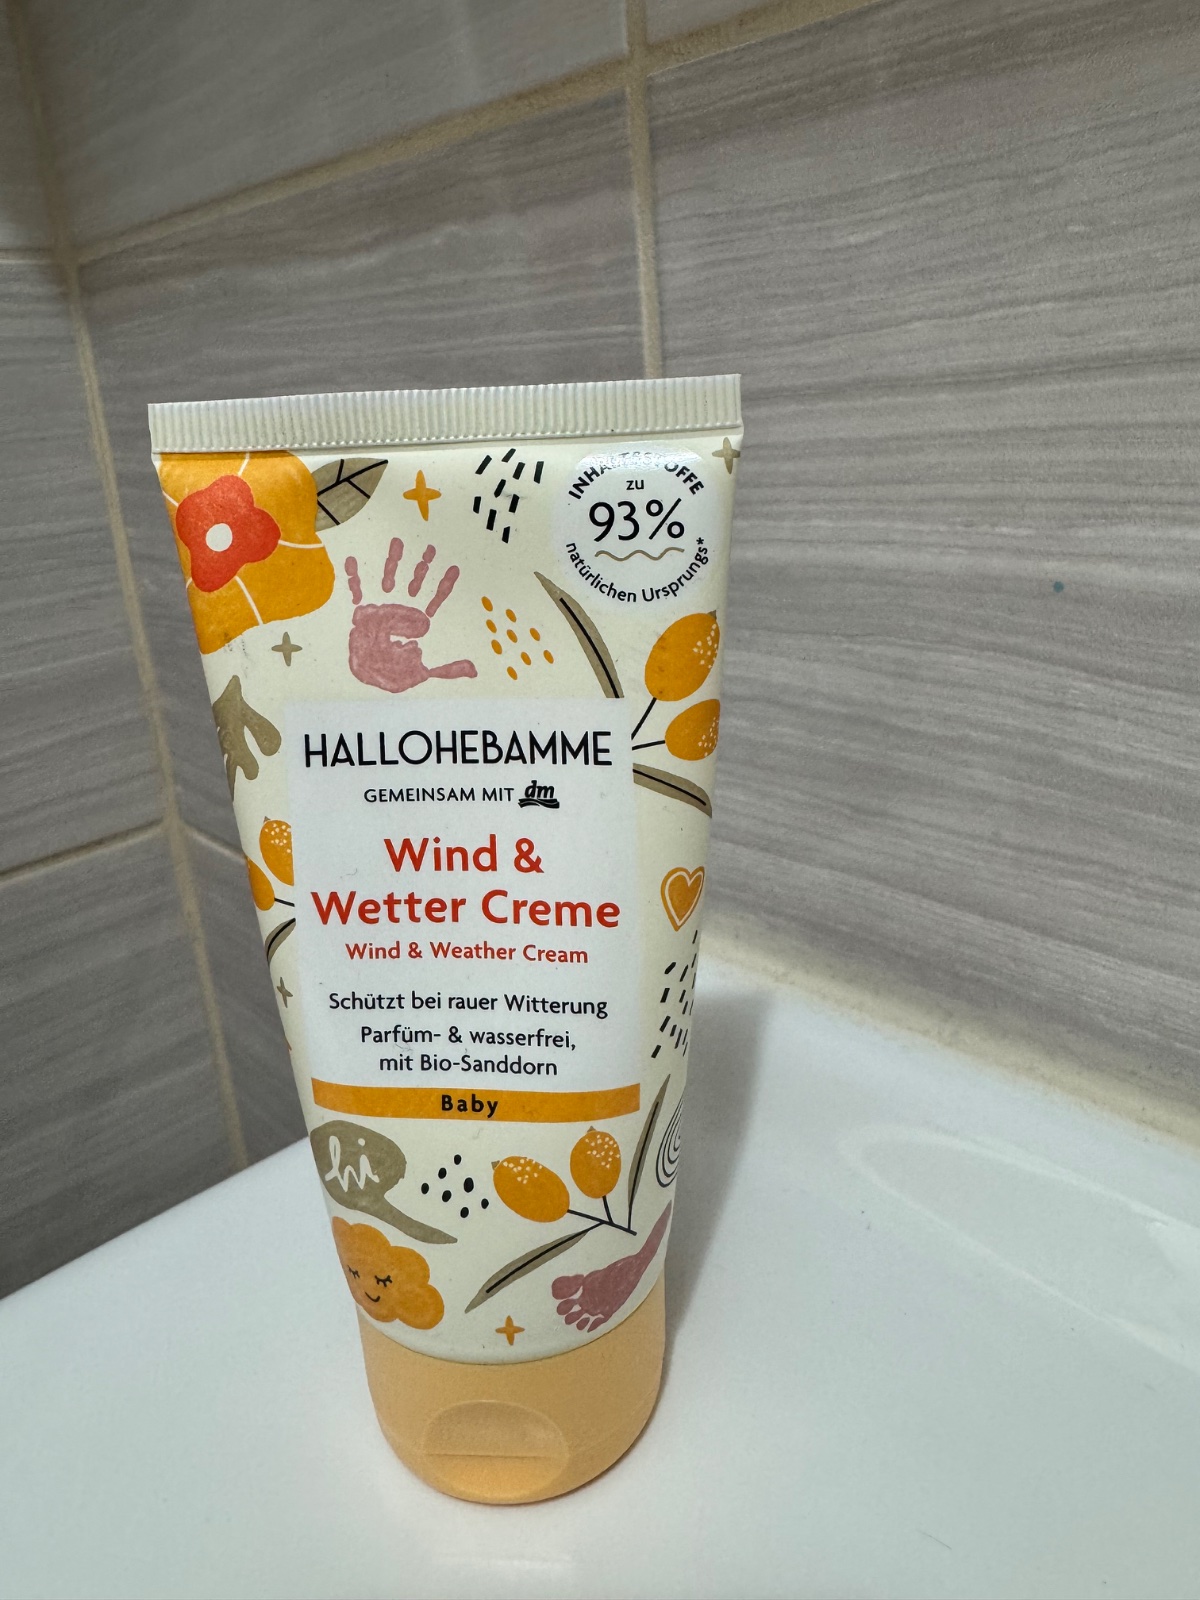 INHALTSSTOFFE
zu
93%
natürlichen Ursprungs*
HALLOHEBAMME
GEMEINSAM MIT dm
Wind &
Wetter Creme
Wind & Weather Cream
Schützt bei rauer Witterung
Parfüm- & wasserfrei,
mit Bio-Sanddorn
Baby
hi